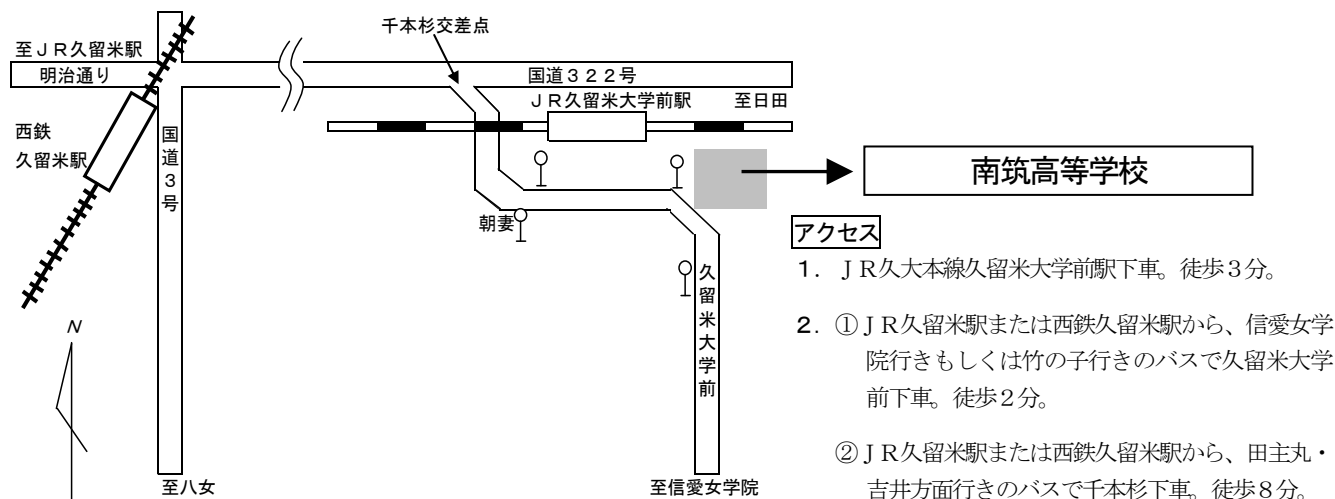 千本杉交差点
至ＪＲ久留米駅
明治通り
国道３２２号
ＪＲ久留米大学前駅
至日田
西鉄
久留米駅
国道３号
南筑高等学校
朝妻
久留米大学前
N
至八女
至信愛女学院
アクセス
1. ＪＲ久大本線久留米大学前駅下車。徒歩３分。
2. ①ＪＲ久留米駅または西鉄久留米駅から、信愛女学
院行きもしくは竹の子行きのバスで久留米大学
前下車。徒歩２分。
②ＪＲ久留米駅または西鉄久留米駅から、田主丸・
吉井方面行きのバスで千本杉下車。徒歩８分。